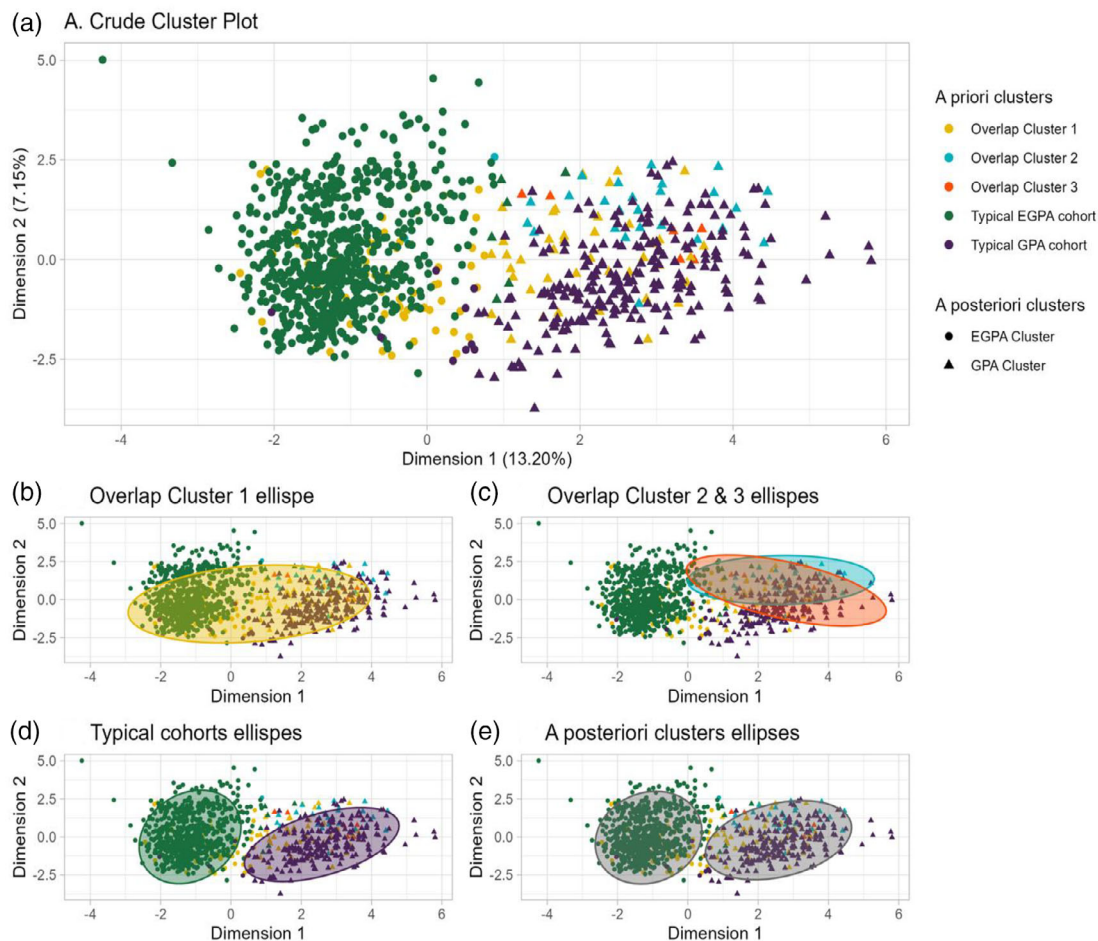 (a) A. Crude Cluster Plot
5.0
2.5
0.0
-2.5
Dimension 2 (7.15%)
-4 -2 0 2 4 6
Dimension 1 (13.20%)
A priori clusters
Overlap Cluster 1
Overlap Cluster 2
Overlap Cluster 3
Typical EGPA cohort
Typical GPA cohort
A posteriori clusters
EGPA Cluster
GPA Cluster
(b) Overlap Cluster 1 ellispe
5.0
2.5
0.0
-2.5
Dimension 2
-4 -2 0 2 4 6
Dimension 1
(c) Overlap Cluster 2 & 3 ellispes
5.0
2.5
0.0
-2.5
Dimension 2
-4 -2 0 2 4 6
Dimension 1
(d) Typical cohorts ellispes
5.0
2.5
0.0
-2.5
Dimension 2
-4 -2 0 2 4 6
Dimension 1
(e) A posteriori clusters ellipses
5.0
2.5
0.0
-2.5
Dimension 2
-4 -2 0 2 4 6
Dimension 1